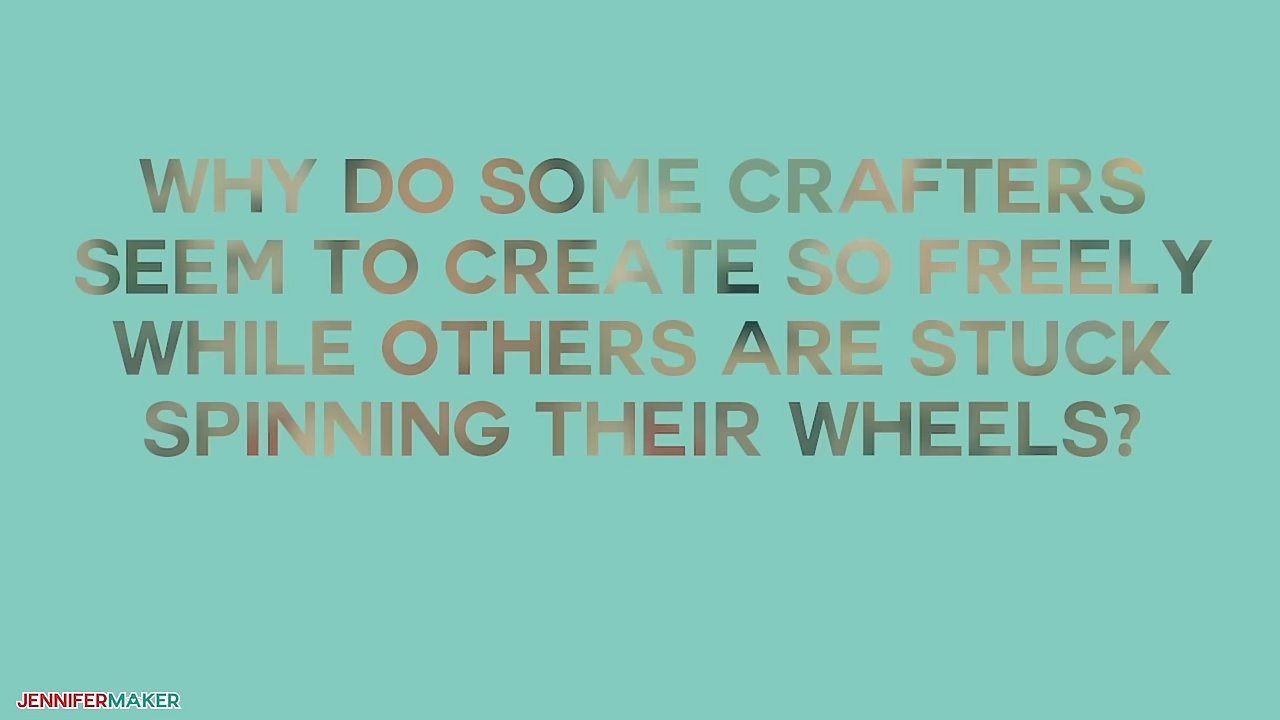 WHY DO SOME CRAFTERS
SEEM TO CREATE SO FREELY
WHILE OTHERS ARE STUCK
SPINNING THEIR WHEELS?
JENNIFERMAKER